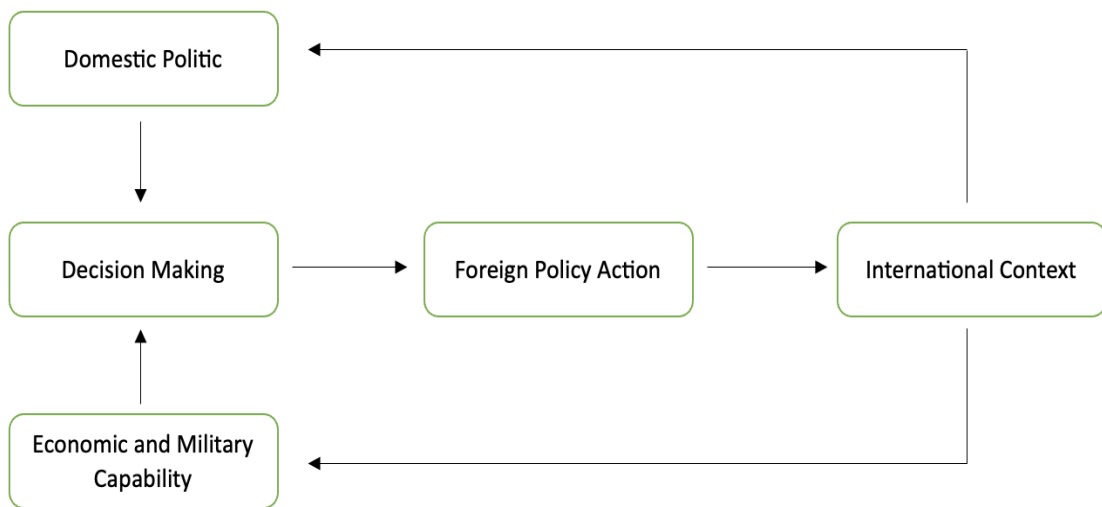 Domestic Politic
Decision Making
Foreign Policy Action
International Context
Economic and Military
Capability